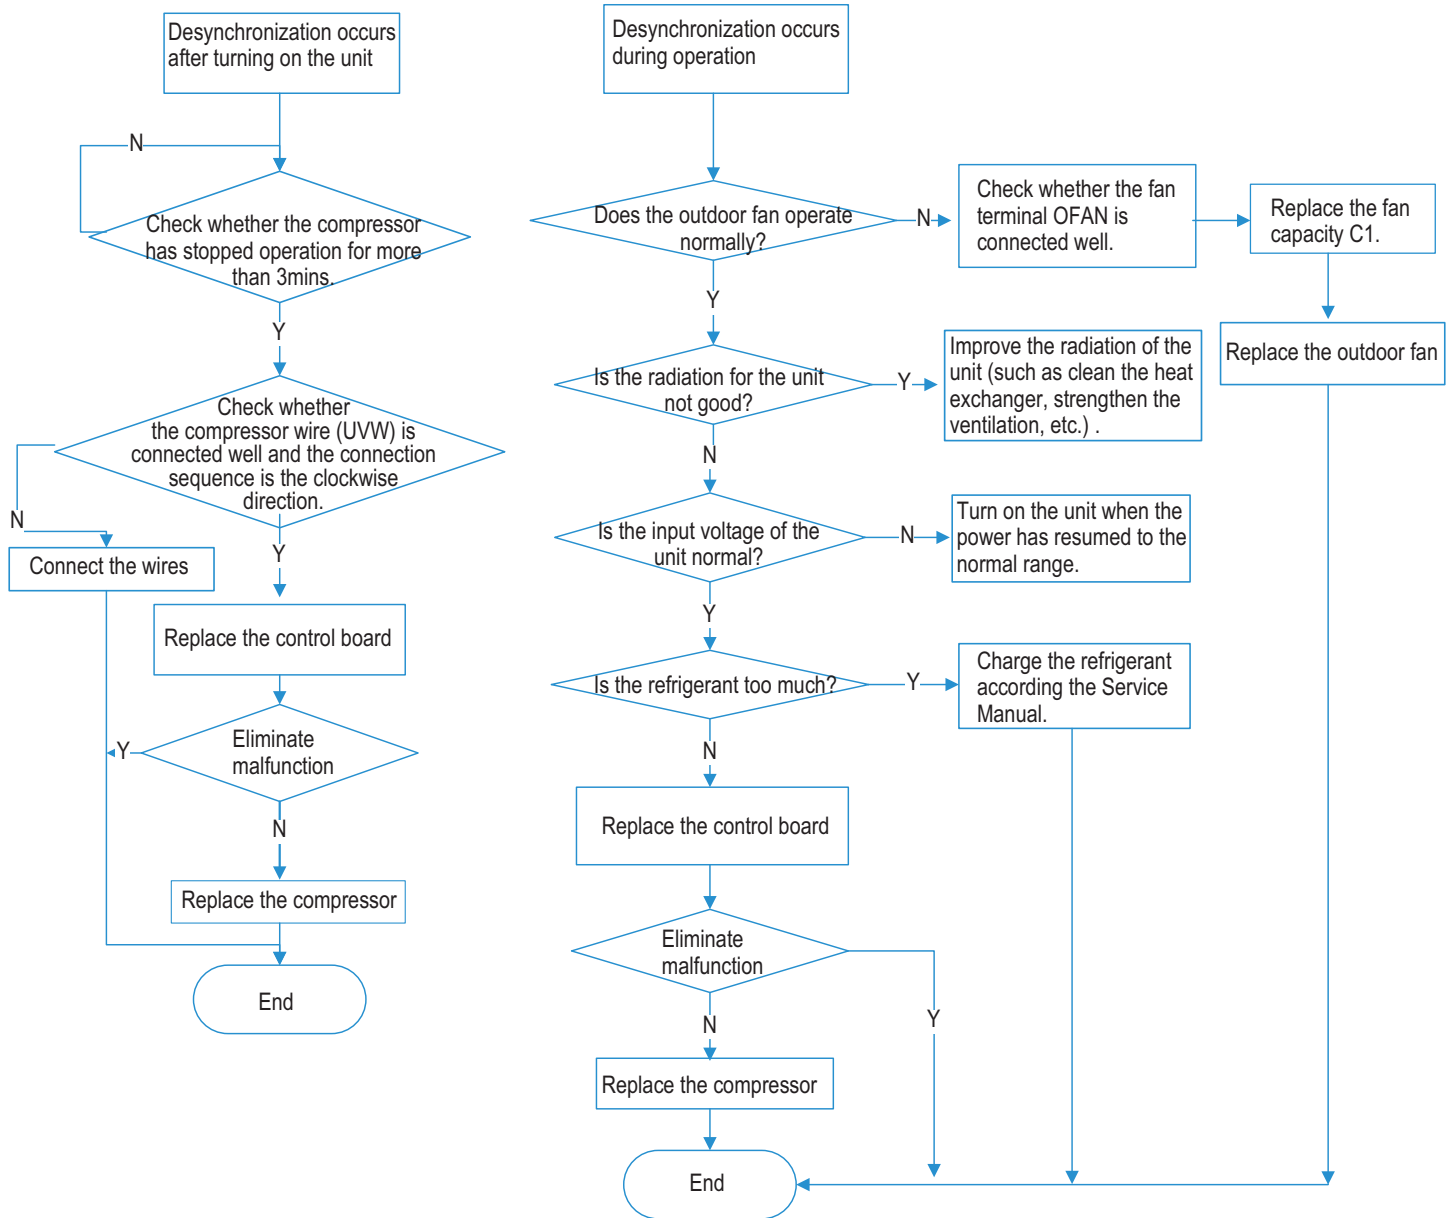 Desynchronization occurs
after turning on the unit
N
Check whether the compressor
has stopped operation for more
than 3mins.
Y
Check whether
the compressor wire (UVW) is
connected well and the connection
sequence is the clockwise
direction.
N
Connect the wires
Y
Replace the control board
Eliminate
malfunction
Y
N
Replace the compressor
End
Desynchronization occurs
during operation
Does the outdoor fan operate
normally?
N
Check whether the fan
terminal OFAN is
connected well.
Replace the fan
capacity C1.
Replace the outdoor fan
Y
Is the radiation for the unit
not good?
Y
Improve the radiation of the
unit (such as clean the heat
exchanger, strengthen the
ventilation, etc.) .
N
Is the input voltage of the
unit normal?
N
Turn on the unit when the
power has resumed to the
normal range.
Y
Is the refrigerant too much?
Y
Charge the refrigerant
according the Service
Manual.
N
Replace the control board
Eliminate
malfunction
Y
N
Replace the compressor
End